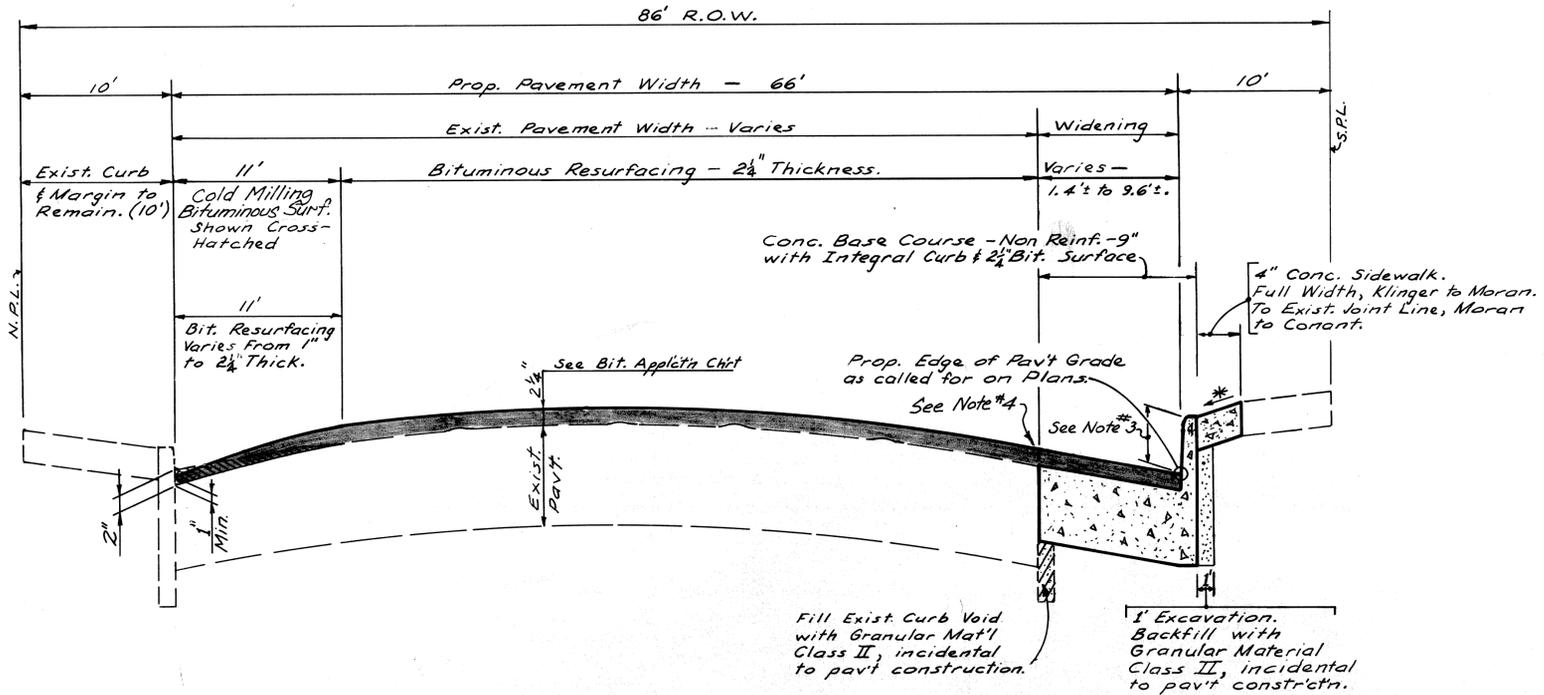 86' R.O.W.
10'
Prop. Pavement Width — 66'
10'
Exist. Pavement Width -- Varies
Widening
S.P.L.
Exist. Curb
& Margin to
Remain. (10')
11'
Cold Milling
Bituminous Surf.
Shown Cross-
Hatched
Bituminous Resurfacing - 2¼" Thickness.
Varies—
1.4'± to 9.6'±.
Conc. Base Course - Non Reinf. - 9"
with Integral Curb & 2¼" Bit. Surface
4" Conc. Sidewalk.
Full Width, Klinger to Moran.
To Exist. Joint Line, Moran
to Conant.
N.P.L.
11'
Bit. Resurfacing
Varies From 1"
to 2¼" Thick.
2¼"
See Bit. Applct'n Ch'rt
Prop. Edge of Pav't Grade
as called for on Plans.
See Note #4
See Note #3
*
Exist.
Pav't.
2"
1"
Min.
1'
Fill Exist. Curb Void
with Granular Mat'l
Class II, incidental
to pav't construction.
1' Excavation.
Backfill with
Granular Material
Class II, incidental
to pav't constrct'n.